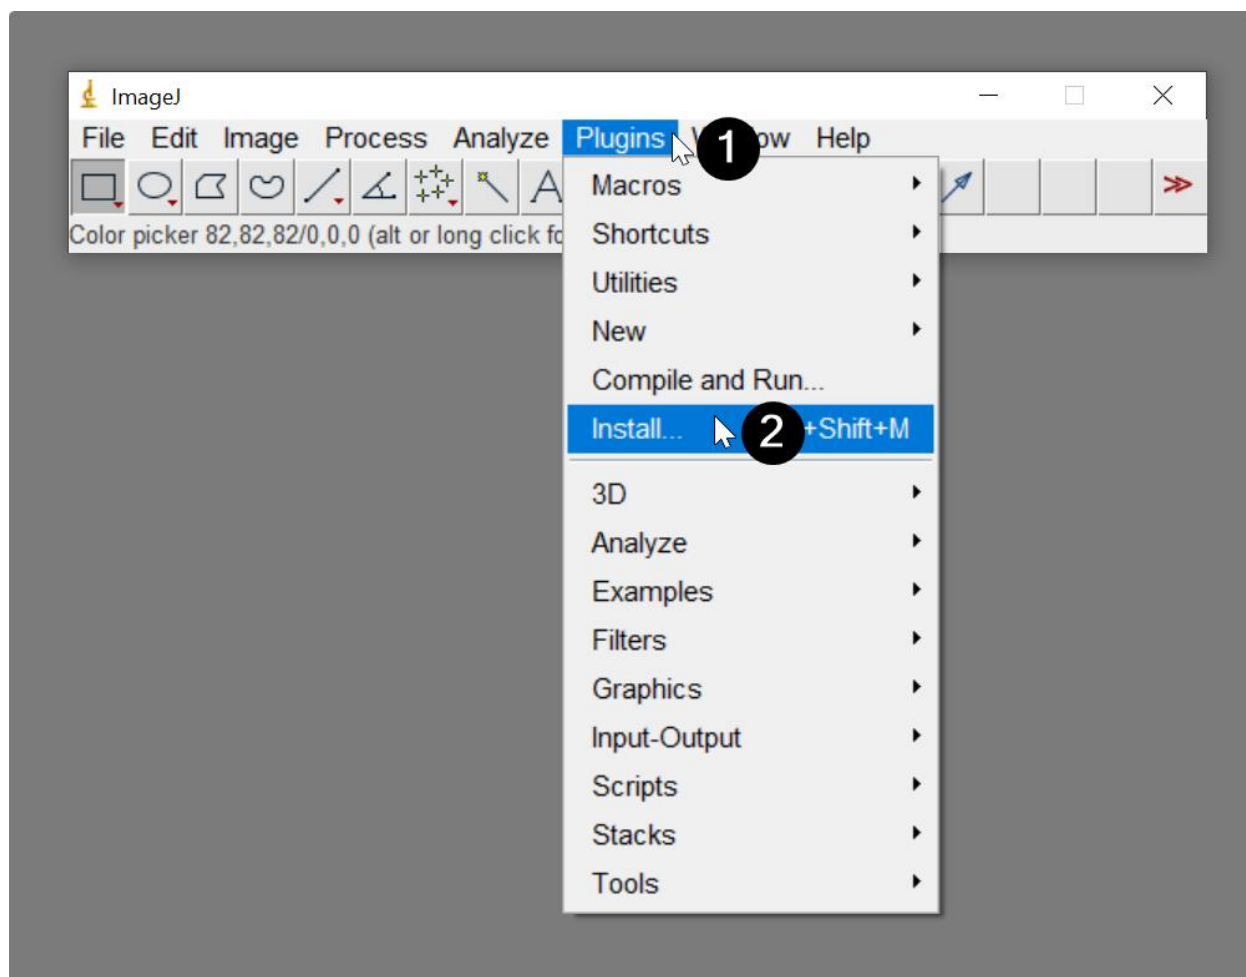 ImageJ
File Edit Image Process Analyze Plugins 1 ow Help
A
Color picker 82,82,82/0,0,0 (alt or long click fo
Macros
Shortcuts
Utilities
New
Compile and Run...
Install... 2 +Shift+M
3D
Analyze
Examples
Filters
Graphics
Input-Output
Scripts
Stacks
Tools